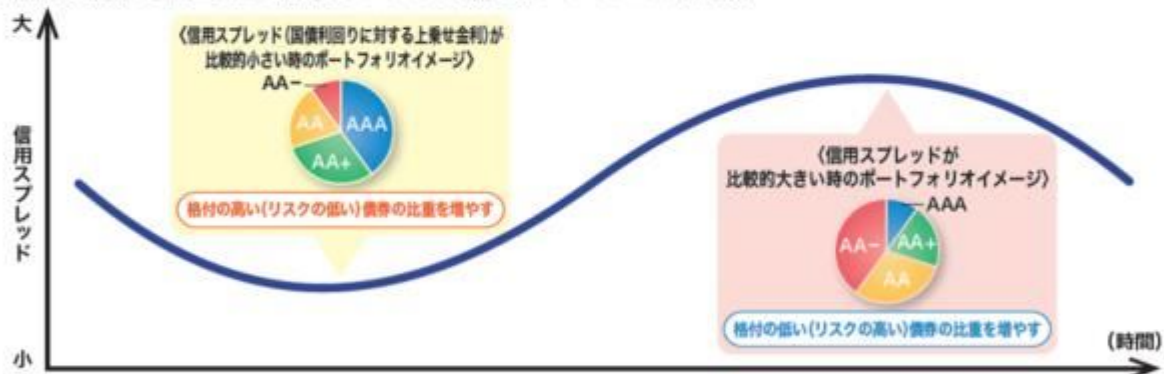 大
信用スプレッド
小
〈信用スプレッド(国債利回りに対する上乗せ金利)が
比較的小さい時のポートフォリオイメージ〉
AA−
AA
AAA
AA+
格付の高い(リスクの低い)債券の比重を増やす
〈信用スプレッドが
比較的大きい時のポートフォリオイメージ〉
AAA
AA−
AA+
AA
格付の低い(リスクの高い)債券の比重を増やす
(時間)